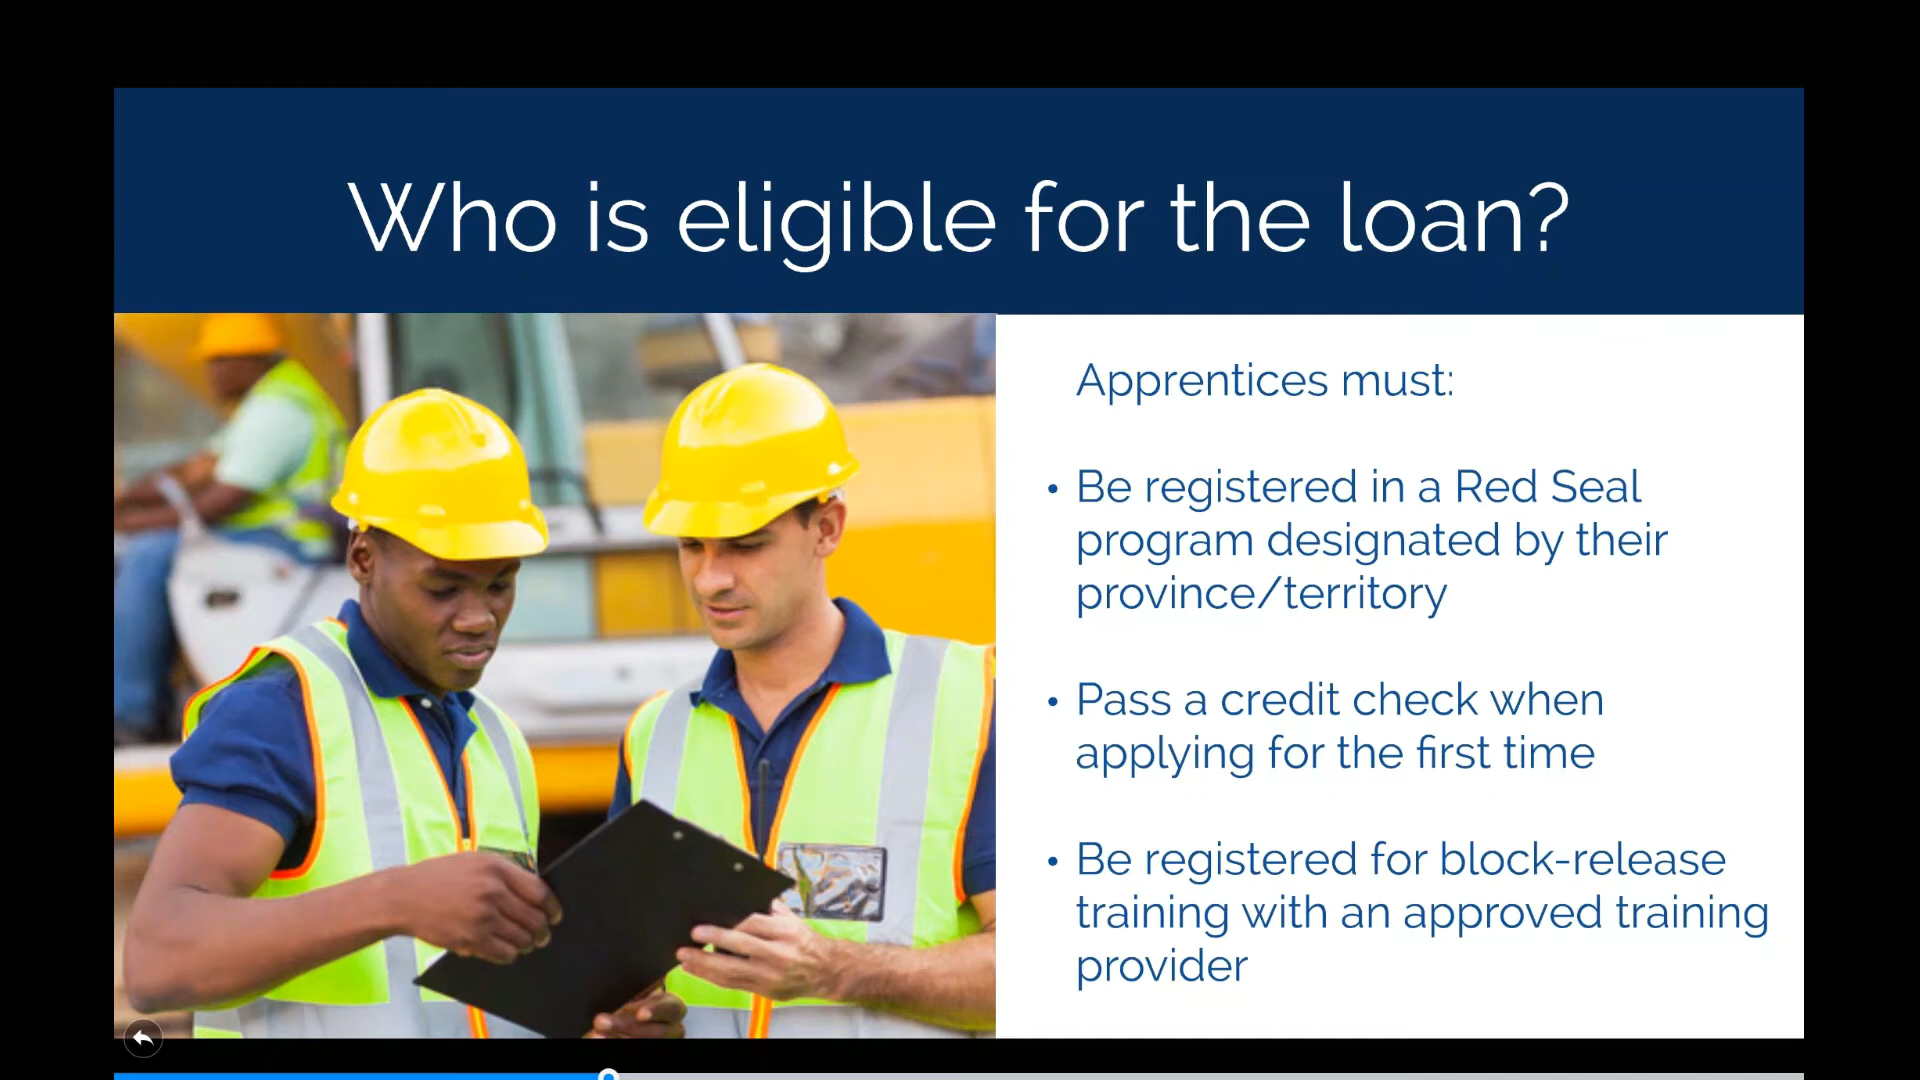 Who is eligible for the loan?
Apprentices must:
• Be registered in a Red Seal
program designated by their
province/territory
• Pass a credit check when
applying for the first time
• Be registered for block-release
training with an approved training
provider